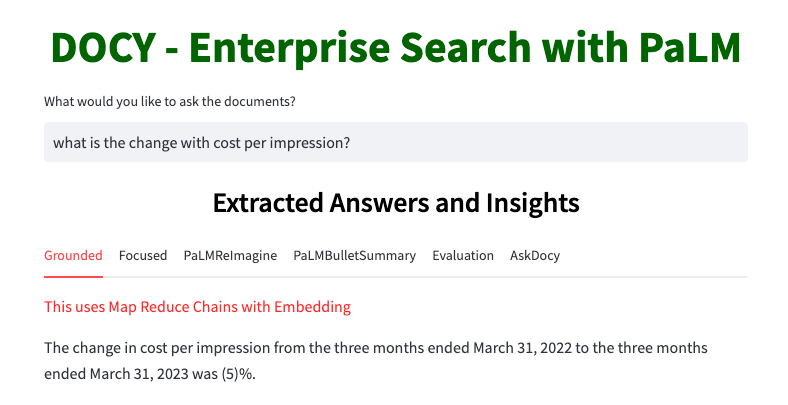 DOCY - Enterprise Search with PaLM
What would you like to ask the documents?
what is the change with cost per impression?
Extracted Answers and Insights
Grounded Focused PaLMReImagine PaLMBulletSummary Evaluation AskDocy
This uses Map Reduce Chains with Embedding
The change in cost per impression from the three months ended March 31, 2022 to the three months
ended March 31, 2023 was (5)%.